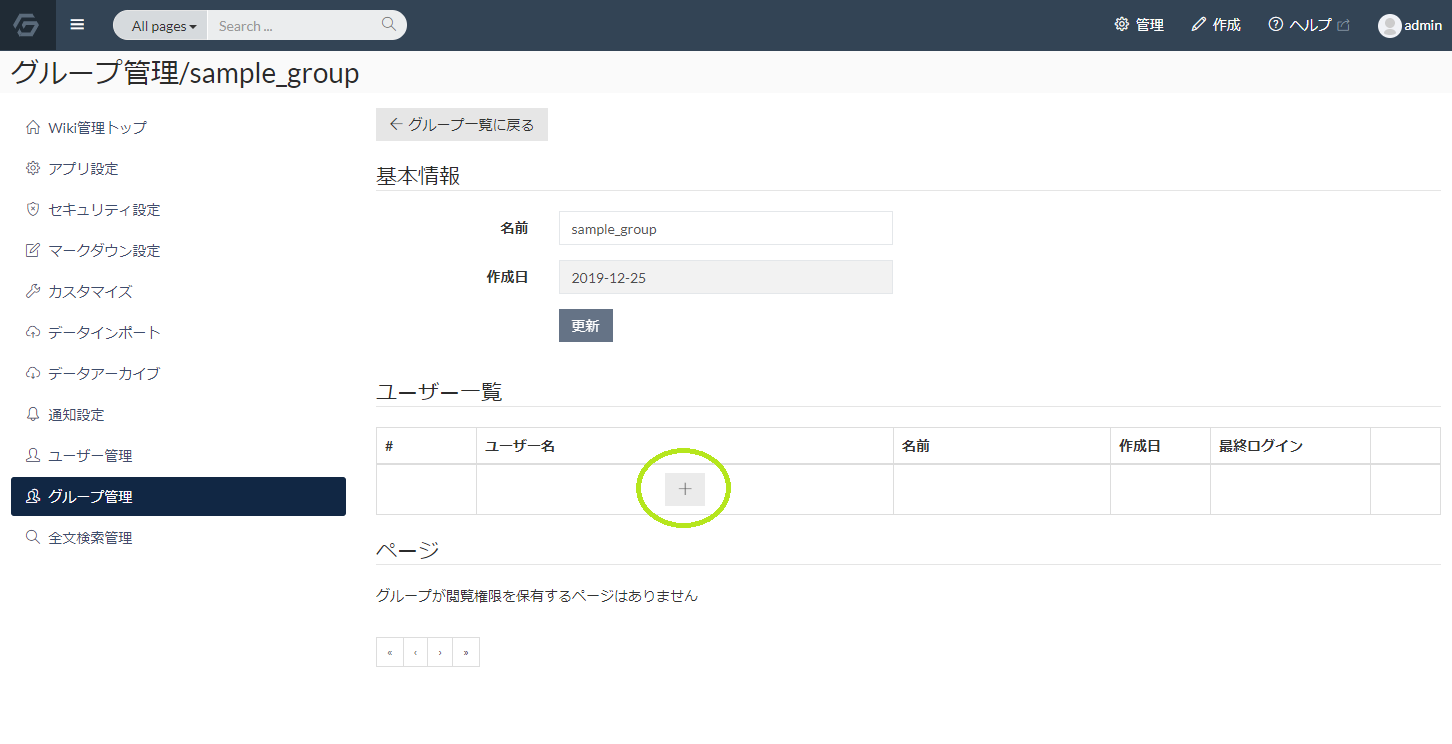 All pages Search ... 管理 作成 ヘルプ admin
グループ管理/sample_group
Wiki管理トップ
アプリ設定
セキュリティ設定
マークダウン設定
カスタマイズ
データインポート
データアーカイブ
通知設定
ユーザー管理
グループ管理
全文検索管理
グループ一覧に戻る
基本情報
名前 sample_group
作成日 2019-12-25
更新
ユーザー一覧
# ユーザー名 名前 作成日 最終ログイン
+
ページ
グループが閲覧権限を保有するページはありません
« ‹ › »